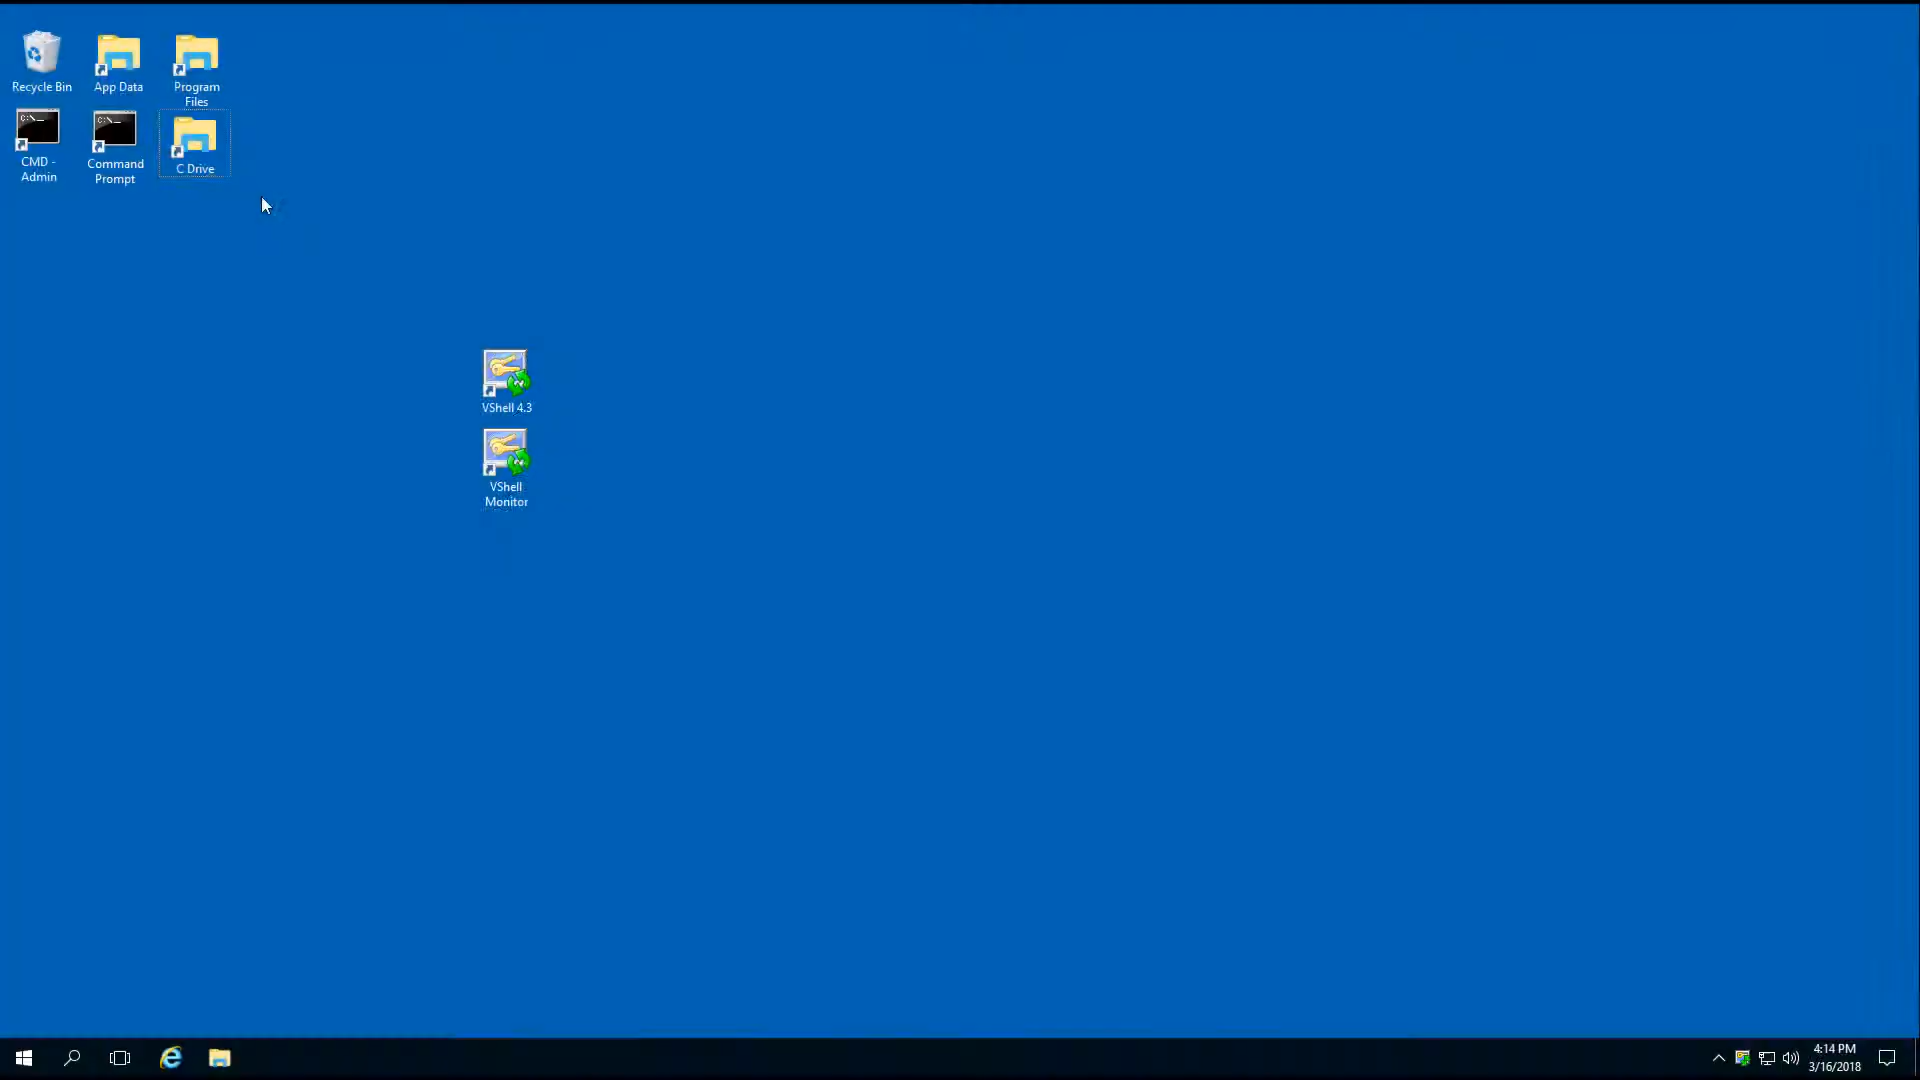 Recycle Bin
App Data
Program
Files
C:\._
CMD -
Admin
C:\._
Command
Prompt
C Drive
VShell 4.3
VShell
Monitor
4:14 PM
3/16/2018